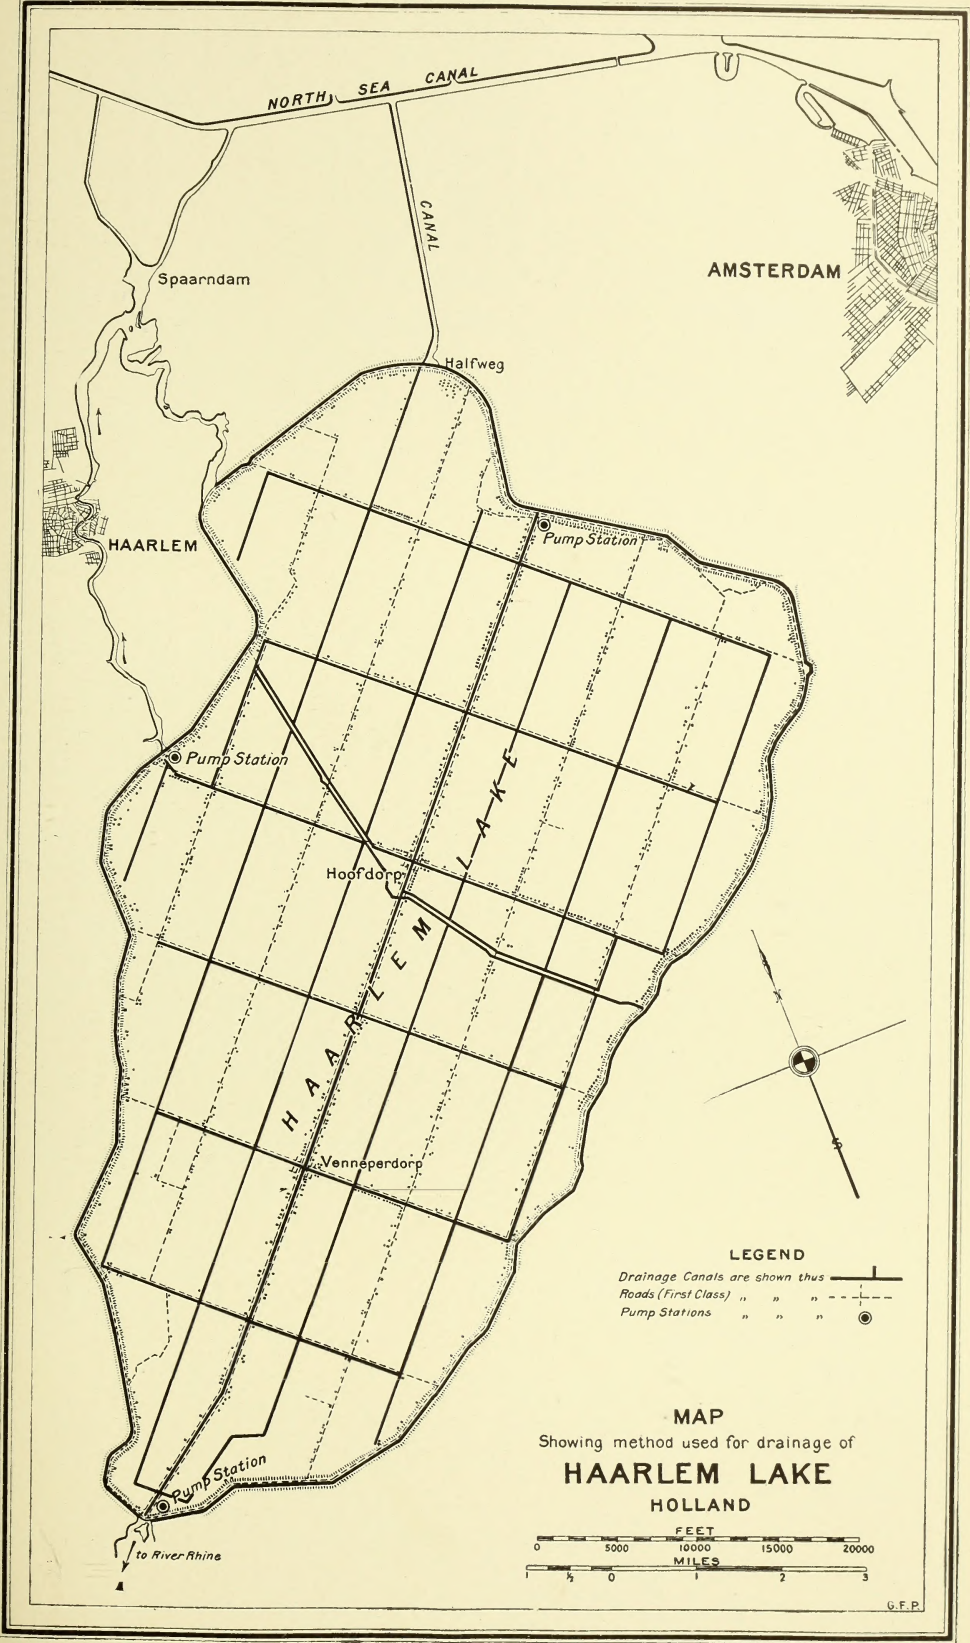 NORTH SEA CANAL
CANAL
Spaarndam
AMSTERDAM
Halfweg
Pump Station
HAARLEM
Pump Station
HAARLEM LAKE
Hoofdorp
N
S
Venneperdorp
LEGEND
Drainage Canals are shown thus
Roads (First Class) " " "
Pump Stations " " "
Pump Station
to River Rhine
MAP
Showing method used for drainage of
HAARLEM LAKE
HOLLAND
FEET
0 5000 10000 15000 20000
MILES
1 ½ 0 1 2 3
G.F.P.